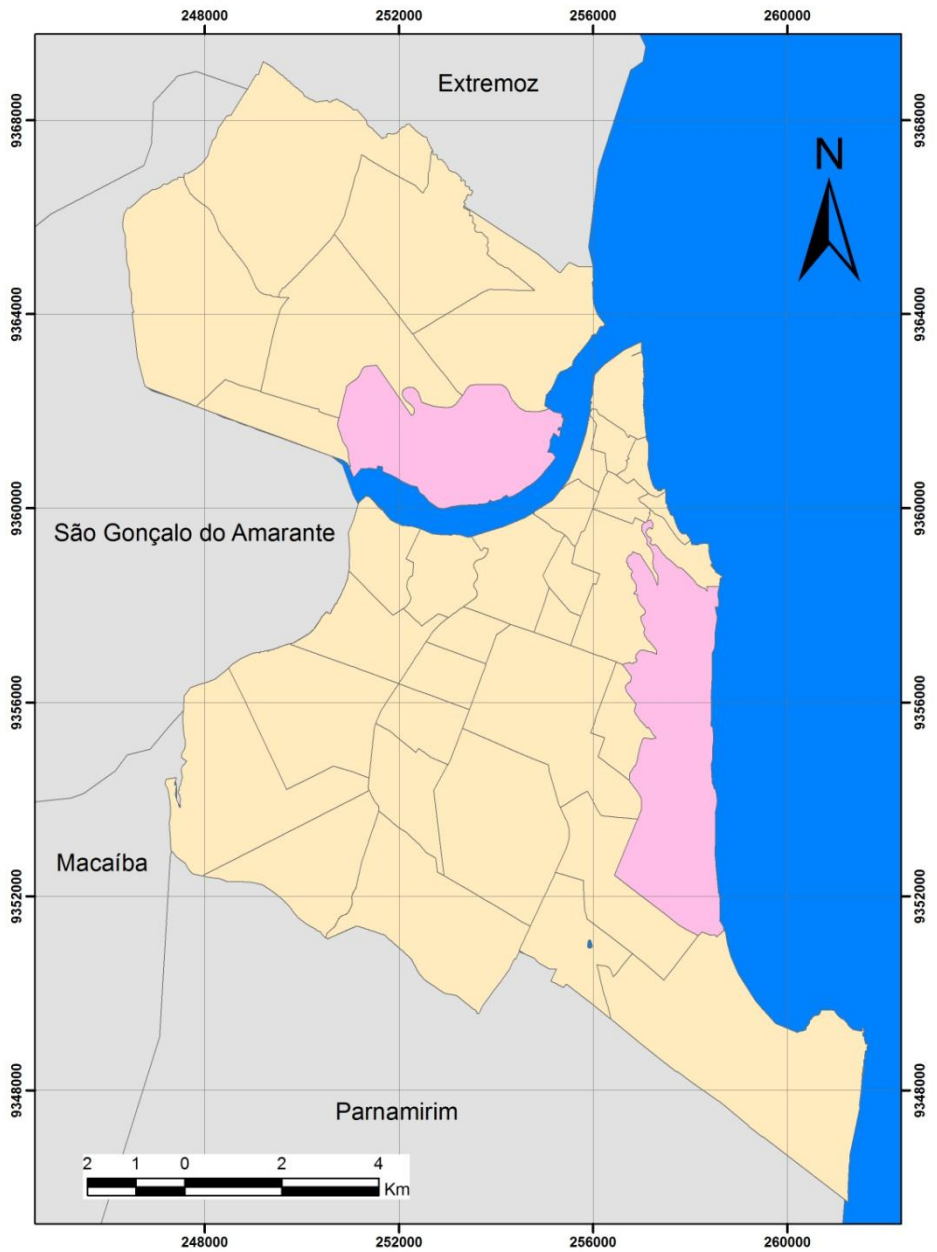 248000 252000 256000 260000
Extremoz
9368000 9368000
N
9364000 9364000
9360000 9360000
São Gonçalo do Amarante
9356000 9356000
Macaíba
9352000 9352000
9348000 9348000
Parnamirim
2 1 0 2 4
Km
248000 252000 256000 260000